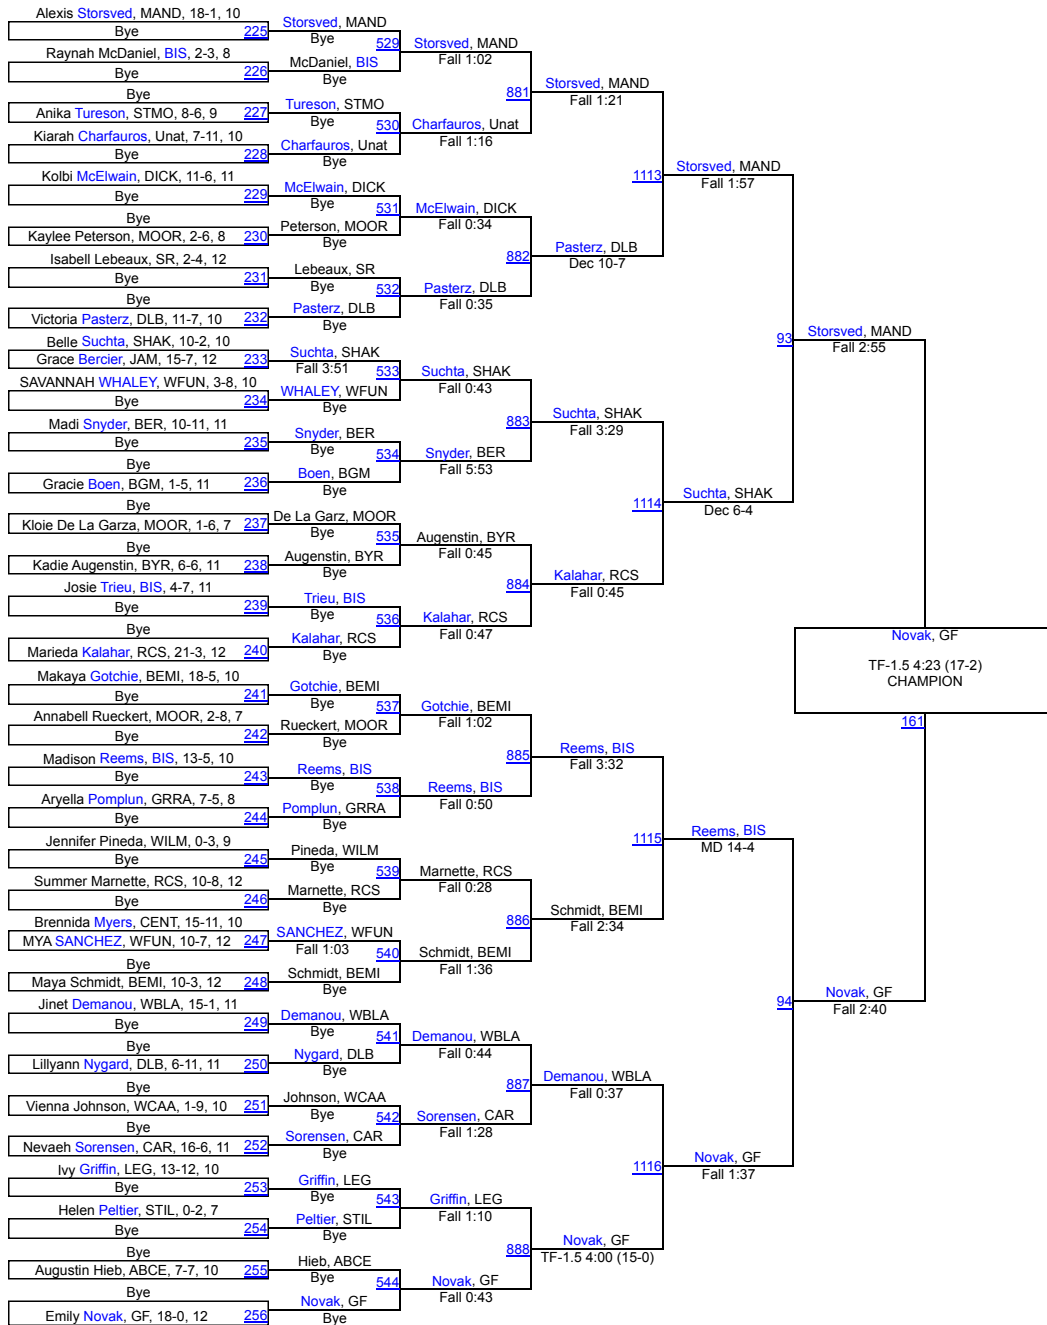 Alexis Storsved, MAND, 18-1, 10
Bye 225
Raynah McDaniel, BIS, 2-3, 8
Bye 226
Bye
Anika Tureson, STMO, 8-6, 9 227
Kiarah Charfauros, Unat, 7-11, 10
Bye 228
Kolbi McElwain, DICK, 11-6, 11
Bye 229
Bye
Kaylee Peterson, MOOR, 2-6, 8 230
Isabell Lebeaux, SR, 2-4, 12
Bye 231
Bye
Victoria Pasterz, DLB, 11-7, 10 232
Belle Suchta, SHAK, 10-2, 10
Grace Bercier, JAM, 15-7, 12 233
SAVANNAH WHALEY, WFUN, 3-8, 10
Bye 234
Madi Snyder, BER, 10-11, 11
Bye 235
Bye
Gracie Boen, BGM, 1-5, 11 236
Bye
Kloie De La Garza, MOOR, 1-6, 7 237
Bye
Kadie Augenstin, BYR, 6-6, 11 238
Josie Trieu, BIS, 4-7, 11
Bye 239
Bye
Marieda Kalahar, RCS, 21-3, 12 240
Makaya Gotchie, BEMI, 18-5, 10
Bye 241
Annabell Rueckert, MOOR, 2-8, 7
Bye 242
Madison Reems, BIS, 13-5, 10
Bye 243
Aryella Pomplun, GRRA, 7-5, 8
Bye 244
Jennifer Pineda, WILM, 0-3, 9
Bye 245
Summer Marnette, RCS, 10-8, 12
Bye 246
Brennida Myers, CENT, 15-11, 10
MYA SANCHEZ, WFUN, 10-7, 12 247
Bye
Maya Schmidt, BEMI, 10-3, 12 248
Jinet Demanou, WBLA, 15-1, 11
Bye 249
Bye
Lillyann Nygard, DLB, 6-11, 11 250
Bye
Vienna Johnson, WCAA, 1-9, 10 251
Bye
Nevaeh Sorensen, CAR, 16-6, 11 252
Ivy Griffin, LEG, 13-12, 10
Bye 253
Helen Peltier, STIL, 0-2, 7
Bye 254
Bye
Augustin Hieb, ABCE, 7-7, 10 255
Bye
Emily Novak, GF, 18-0, 12 256
Storsved, MAND
Bye
529
McDaniel, BIS
Bye
Tureson, STMO
Bye
530
Charfauros, Unat
Bye
McElwain, DICK
Bye
531
Peterson, MOOR
Bye
Lebeaux, SR
Bye
532
Pasterz, DLB
Bye
Suchta, SHAK
Fall 3:51
533
WHALEY, WFUN
Bye
Snyder, BER
Bye
534
Boen, BGM
Bye
De La Garz, MOOR
Bye
535
Augenstin, BYR
Bye
Trieu, BIS
Bye
536
Kalahar, RCS
Bye
Gotchie, BEMI
Bye
537
Rueckert, MOOR
Bye
Reems, BIS
Bye
538
Pomplun, GRRA
Bye
Pineda, WILM
Bye
539
Marnette, RCS
Bye
SANCHEZ, WFUN
Fall 1:03
540
Schmidt, BEMI
Bye
Demanou, WBLA
Bye
541
Nygard, DLB
Bye
Johnson, WCAA
Bye
542
Sorensen, CAR
Bye
Griffin, LEG
Bye
543
Peltier, STIL
Bye
Hieb, ABCE
Bye
544
Novak, GF
Bye
Storsved, MAND
Fall 1:02
881
Charfauros, Unat
Fall 1:16
McElwain, DICK
Fall 0:34
882
Pasterz, DLB
Fall 0:35
Suchta, SHAK
Fall 0:43
883
Snyder, BER
Fall 5:53
Augenstin, BYR
Fall 0:45
884
Kalahar, RCS
Fall 0:47
Gotchie, BEMI
Fall 1:02
885
Reems, BIS
Fall 0:50
Marnette, RCS
Fall 0:28
886
Schmidt, BEMI
Fall 1:36
Demanou, WBLA
Fall 0:44
887
Sorensen, CAR
Fall 1:28
Griffin, LEG
Fall 1:10
888
Novak, GF
Fall 0:43
Storsved, MAND
Fall 1:21
1113
Pasterz, DLB
Dec 10-7
Suchta, SHAK
Fall 3:29
1114
Kalahar, RCS
Fall 0:45
Reems, BIS
Fall 3:32
1115
Schmidt, BEMI
Fall 2:34
Demanou, WBLA
Fall 0:37
1116
Novak, GF
TF-1.5 4:00 (15-0)
Storsved, MAND
Fall 1:57
93
Suchta, SHAK
Dec 6-4
Reems, BIS
MD 14-4
94
Novak, GF
Fall 1:37
Storsved, MAND
Fall 2:55
Novak, GF
Fall 2:40
Novak, GF
TF-1.5 4:23 (17-2)
CHAMPION
161